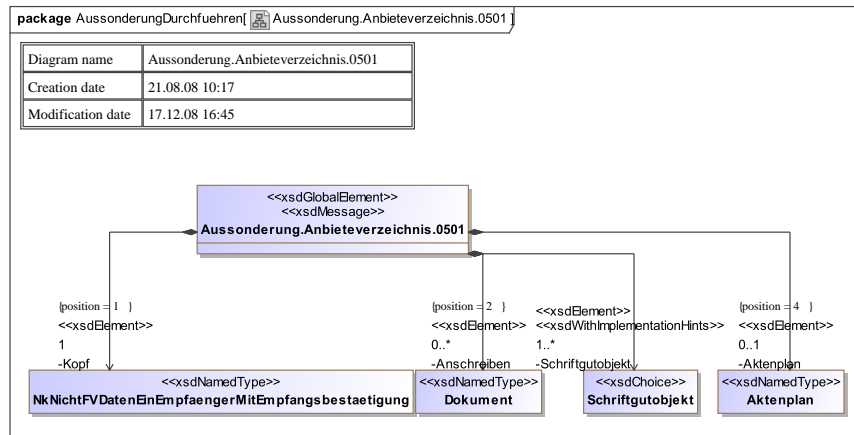 package AussonderungDurchfuehren[ Aussonderung.Anbieteverzeichnis.0501 ]
Diagram name Aussonderung.Anbieteverzeichnis.0501
Creation date 21.08.08 10:17
Modification date 17.12.08 16:45
<<xsdGlobalElement>>
<<xsdMessage>>
Aussonderung.Anbieteverzeichnis.0501
{position = 1 }
<<xsdElement>>
1
-Kopf
{position = 2 }
<<xsdElement>>
0..*
-Anschreiben
<<xsdElement>>
<<xsdWithImplementationHints>>
1..*
-Schriftgutobjekt
{position = 4 }
<<xsdElement>>
0..1
-Aktenplan
<<xsdNamedType>>
NkNichtFVDatenEinEmpfaengerMitEmpfangsbestaetigung
<<xsdNamedType>>
Dokument
<<xsdChoice>>
Schriftgutobjekt
<<xsdNamedType>>
Aktenplan